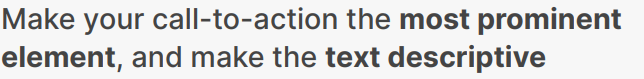 Make your call-to-action the most prominent
element, and make the text descriptive